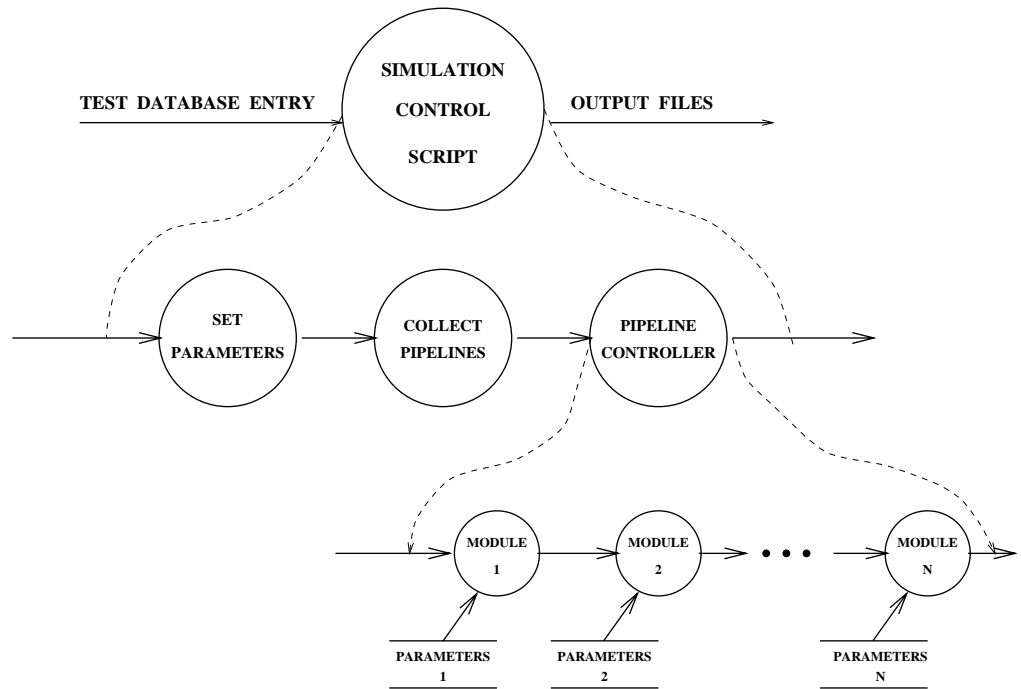 SIMULATION
CONTROL
SCRIPT
TEST DATABASE ENTRY
OUTPUT FILES
SET
PARAMETERS
COLLECT
PIPELINES
PIPELINE
CONTROLLER
MODULE
1
MODULE
2
MODULE
N
PARAMETERS
1
PARAMETERS
2
PARAMETERS
N